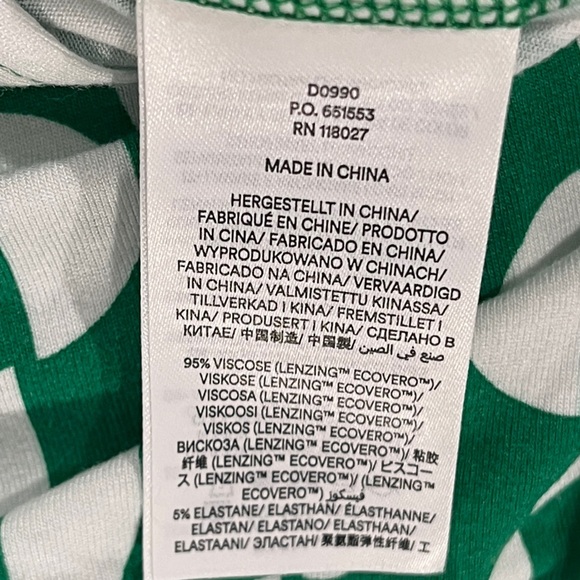 D0990
P.O. 651553
RN 118027
MADE IN CHINA
HERGESTELLT IN CHINA/
FABRIQUÉ EN CHINE/ PRODOTTO
IN CINA/ FABRICADO EN CHINA/
WYPRODUKOWANO W CHINACH/
FABRICADO NA CHINA/ VERVAARDIGD
IN CHINA/ VALMISTETTU KIINASSA/
TILLVERKAD I KINA/ FREMSTILLET I
KINA/ PRODUSERT I KINA/ СДЕЛАНО В
КИТАЕ/ 中国制造/ 中国製/ صنع في الصين
95% VISCOSE (LENZING™ ECOVERO™)/
VISKOSE (LENZING™ ECOVERO™)/
VISCOSA (LENZING™ ECOVERO™)/
VISKOOSI (LENZING™ ECOVERO™)/
VISKOS (LENZING™ ECOVERO™)/
ВИСКОЗА (LENZING™ ECOVERO™)/ 粘胶
纤维 (LENZING™ ECOVERO™)/ ビスコー
ス (LENZING™ ECOVERO™)/ (LENZING™
ECOVERO™) فيسكوز
5% ELASTANE/ ELASTHAN/ ÉLASTHANNE/
ELASTAN/ ELASTANO/ ELASTHAAN/
ELASTAANI/ ЭЛАСТАН/ 聚氨酯弹性纤维/ エ